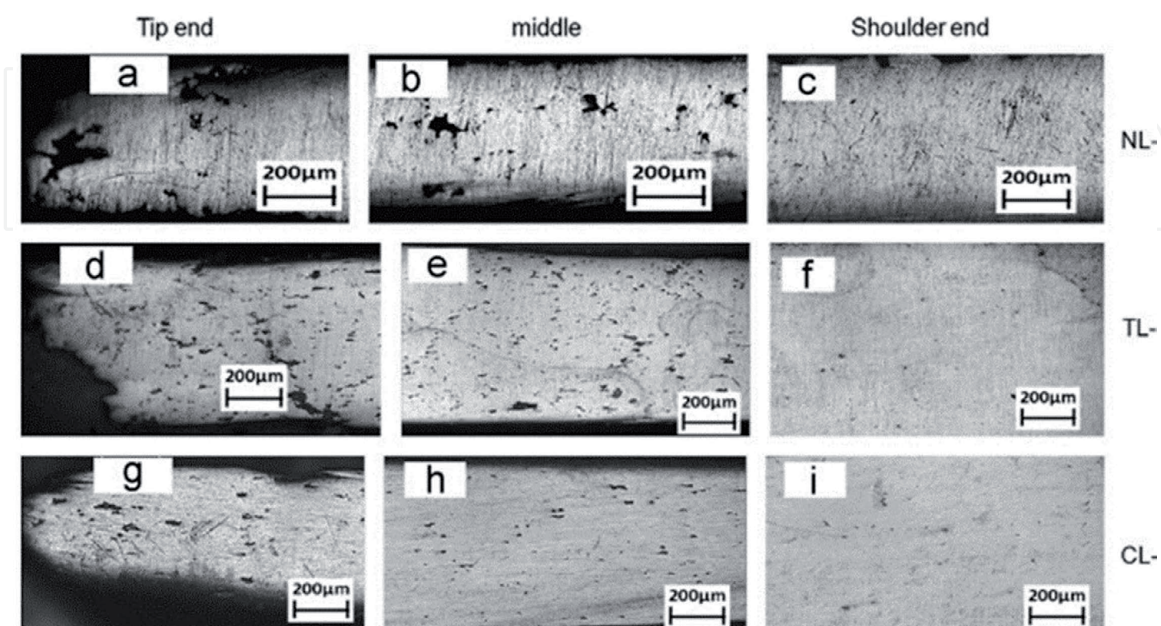 Tip end middle Shoulder end
a b c NL-
200μm 200μm 200μm
d e f TL-
200μm 200μm 200μm
g h i CL-
200μm 200μm 200μm